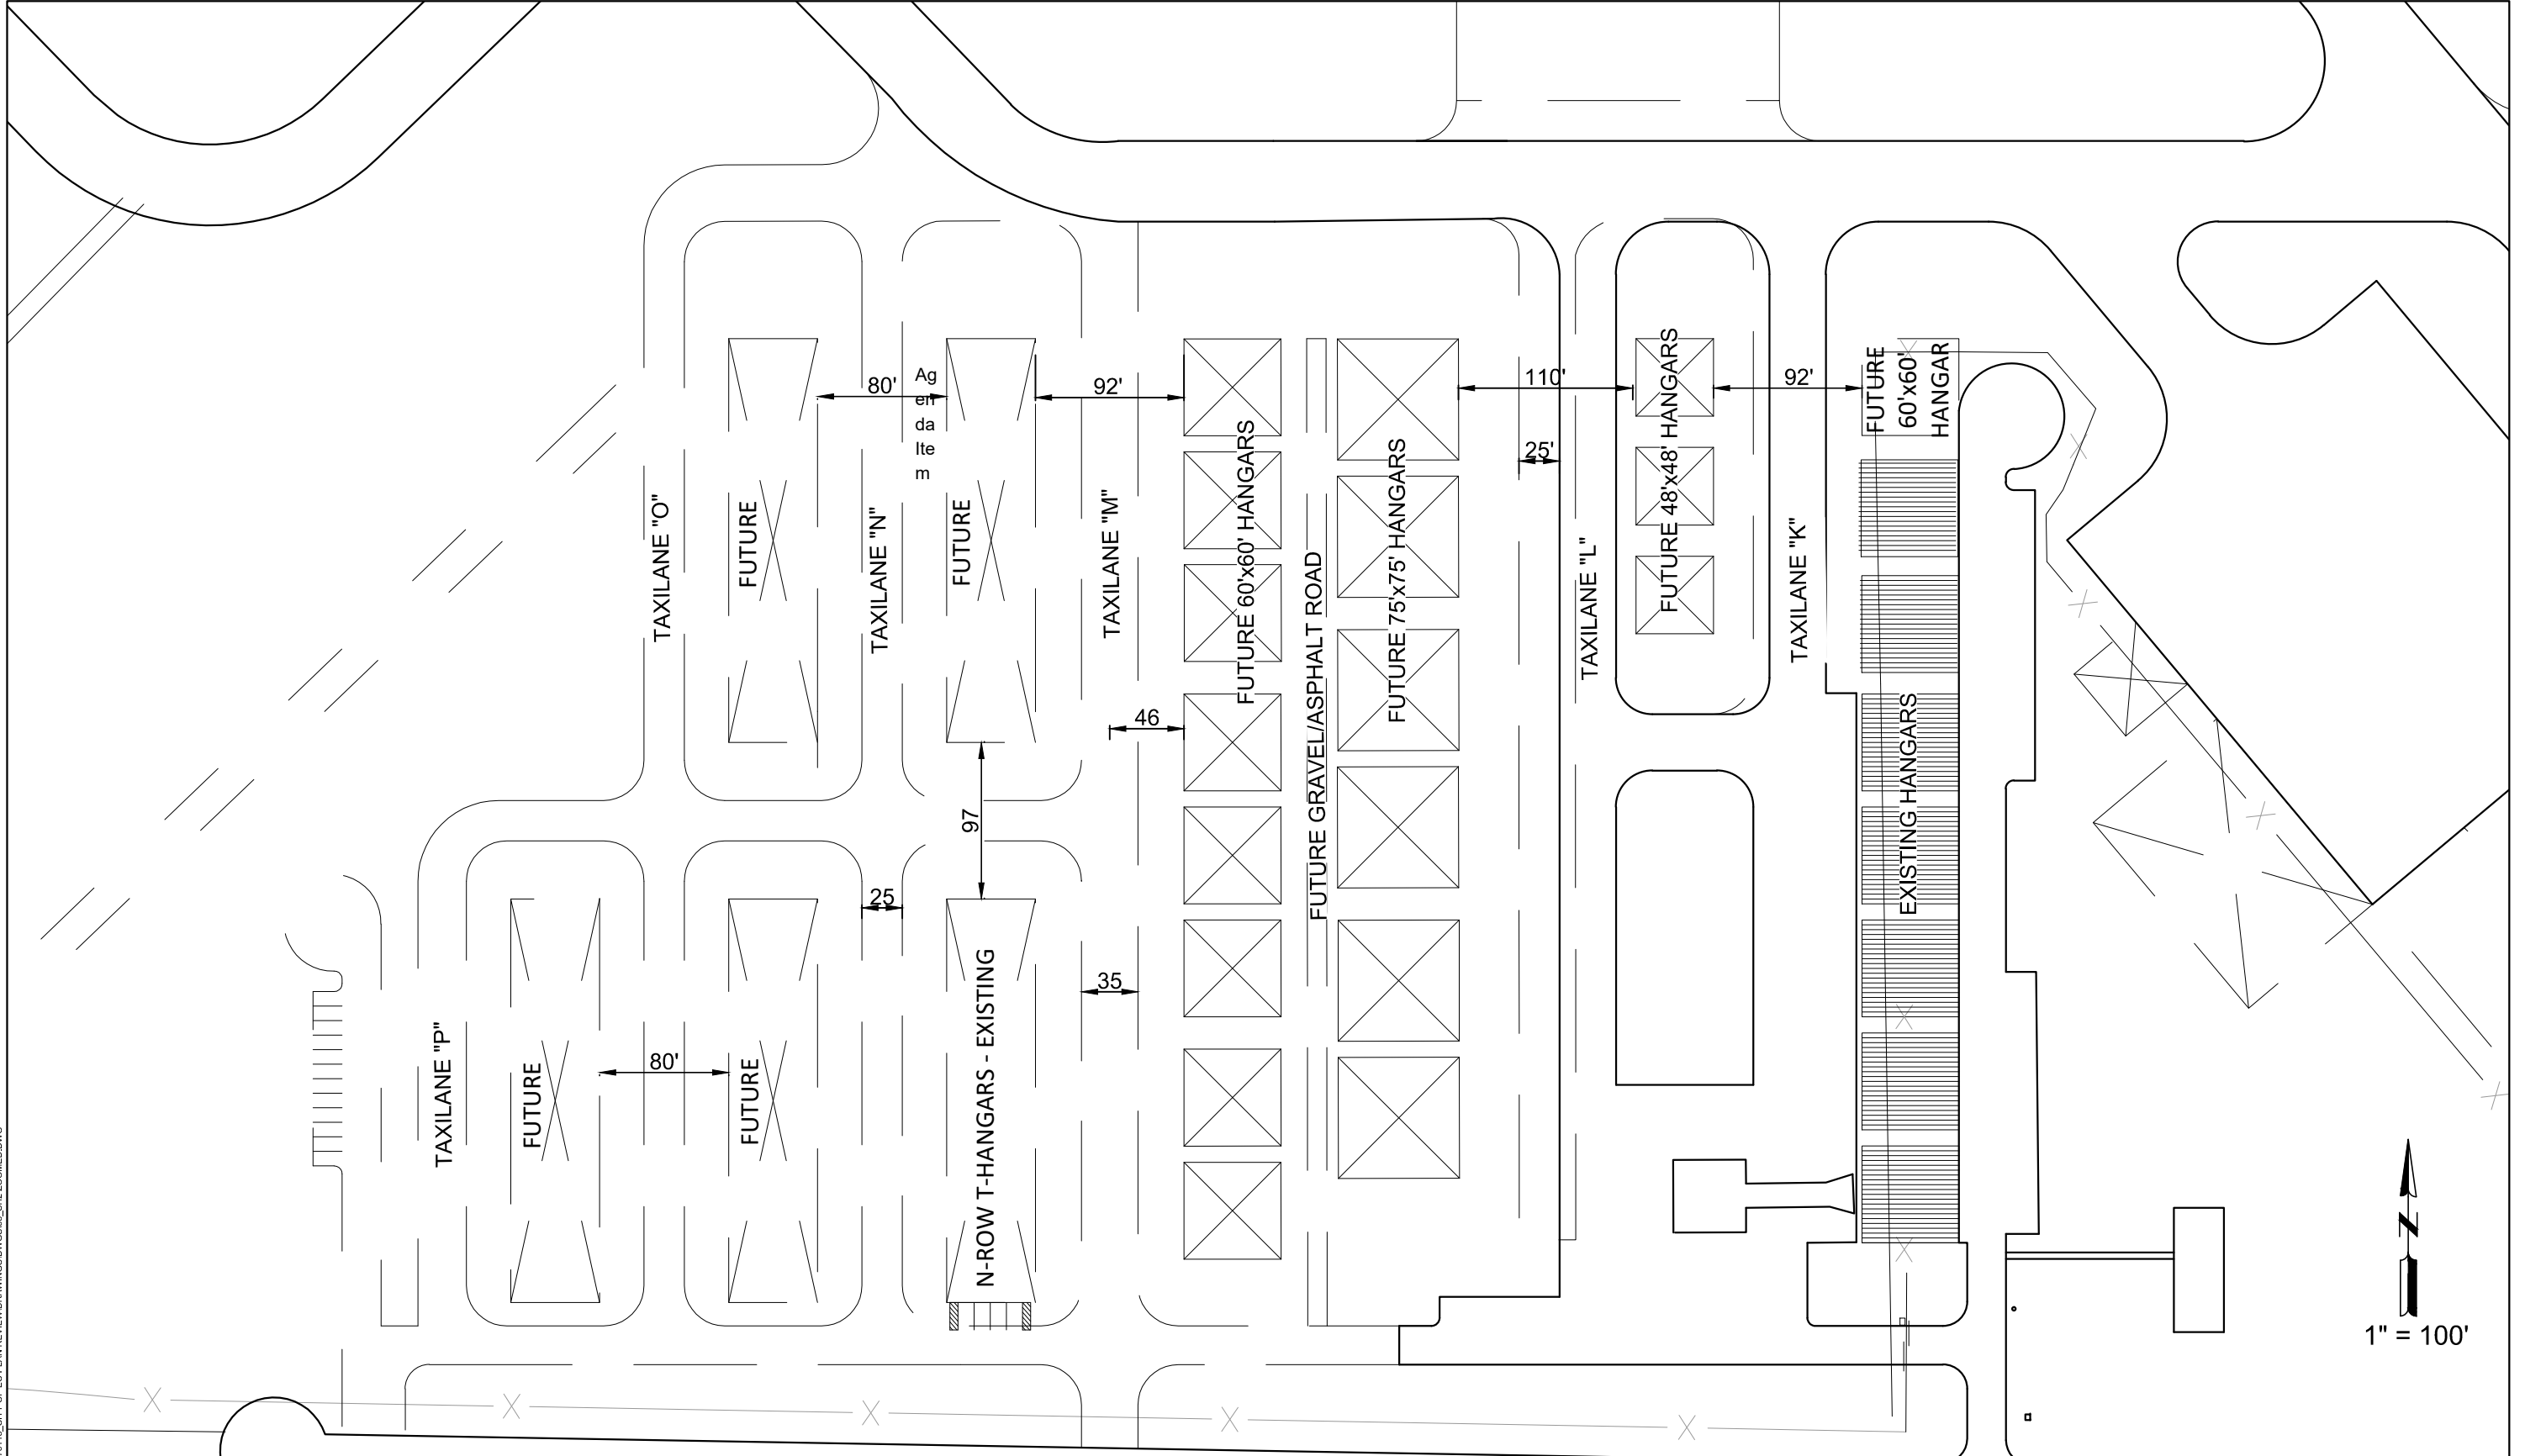 80'
Ag
en
da
Ite
m
92'
110'
92'
FUTURE
60'x60'
HANGAR
25'
TAXILANE "O"
FUTURE
TAXILANE "N"
FUTURE
TAXILANE "M"
FUTURE 60'x60' HANGARS
FUTURE GRAVEL/ASPHALT ROAD
FUTURE 75'x75' HANGARS
TAXILANE "L"
FUTURE 48'x48' HANGARS
TAXILANE "K"
EXISTING HANGARS
46
97
25
35
TAXILANE "P"
FUTURE
80'
FUTURE
N-ROW T-HANGARS - EXISTING
N
1" = 100'